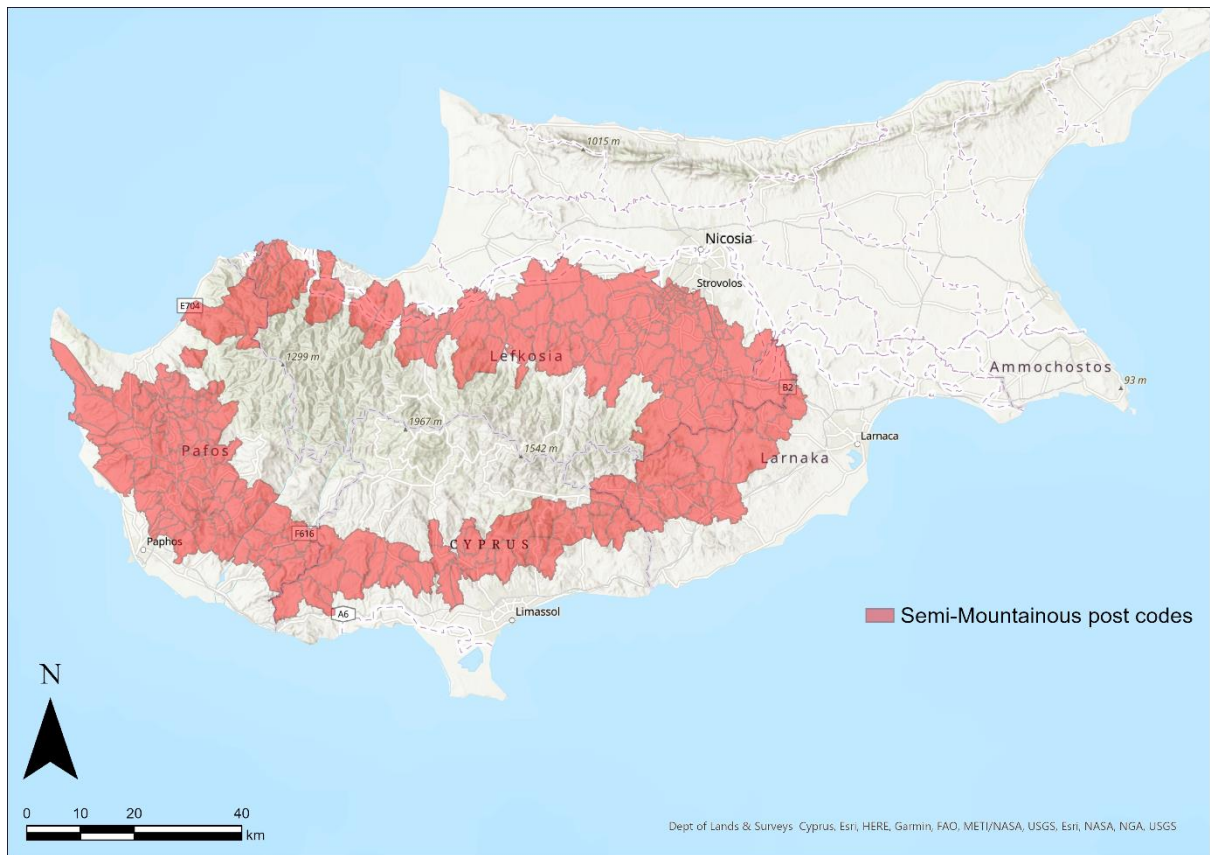 1015 m
Nicosia
Strovolos
E704
Lefkosia
1299 m
Ammochostos
93 m
B2
1967 m
Pafos
1542 m
Larnaca
Larnaka
F616
Paphos
CYPRUS
A6
Limassol
Semi-Mountainous post codes
N
0 10 20 40
km
Dept of Lands & Surveys Cyprus, Esri, HERE, Garmin, FAO, METI/NASA, USGS, Esri, NASA, NGA, USGS